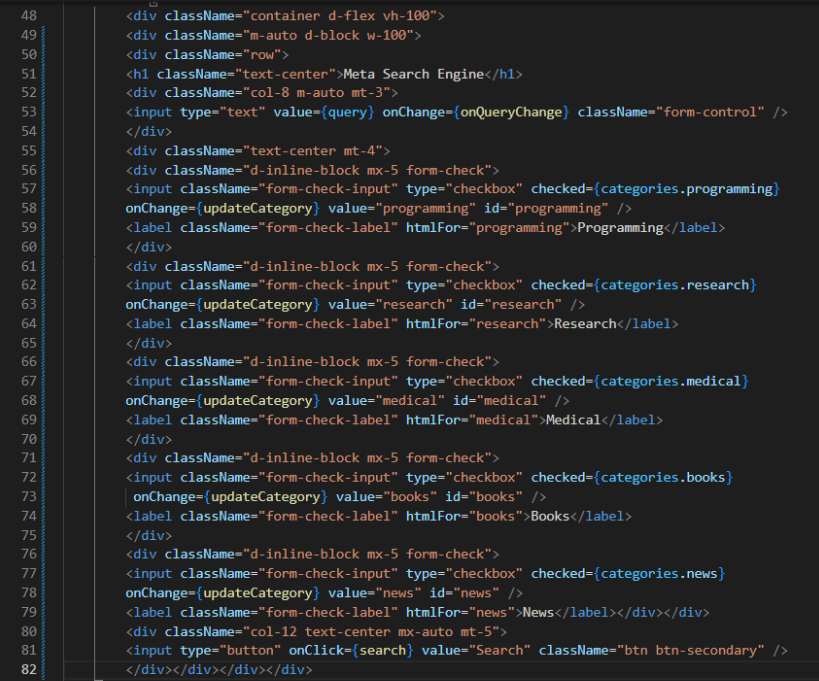 48 <div className="container d-flex vh-100">
49 <div className="m-auto d-block w-100">
50 <div className="row">
51 <h1 className="text-center">Meta Search Engine</h1>
52 <div className="col-8 m-auto mt-3">
53 <input type="text" value={query} onChange={onQueryChange} className="form-control" />
54 </div>
55 <div className="text-center mt-4">
56 <div className="d-inline-block mx-5 form-check">
57 <input className="form-check-input" type="checkbox" checked={categories.programming}
58 onChange={updateCategory} value="programming" id="programming" />
59 <label className="form-check-label" htmlFor="programming">Programming</label>
60 </div>
61 <div className="d-inline-block mx-5 form-check">
62 <input className="form-check-input" type="checkbox" checked={categories.research}
63 onChange={updateCategory} value="research" id="research" />
64 <label className="form-check-label" htmlFor="research">Research</label>
65 </div>
66 <div className="d-inline-block mx-5 form-check">
67 <input className="form-check-input" type="checkbox" checked={categories.medical}
68 onChange={updateCategory} value="medical" id="medical" />
69 <label className="form-check-label" htmlFor="medical">Medical</label>
70 </div>
71 <div className="d-inline-block mx-5 form-check">
72 <input className="form-check-input" type="checkbox" checked={categories.books}
73 onChange={updateCategory} value="books" id="books" />
74 <label className="form-check-label" htmlFor="books">Books</label>
75 </div>
76 <div className="d-inline-block mx-5 form-check">
77 <input className="form-check-input" type="checkbox" checked={categories.news}
78 onChange={updateCategory} value="news" id="news" />
79 <label className="form-check-label" htmlFor="news">News</label></div></div>
80 <div className="col-12 text-center mx-auto mt-5">
81 <input type="button" onClick={search} value="Search" className="btn btn-secondary" />
82 </div></div></div></div>